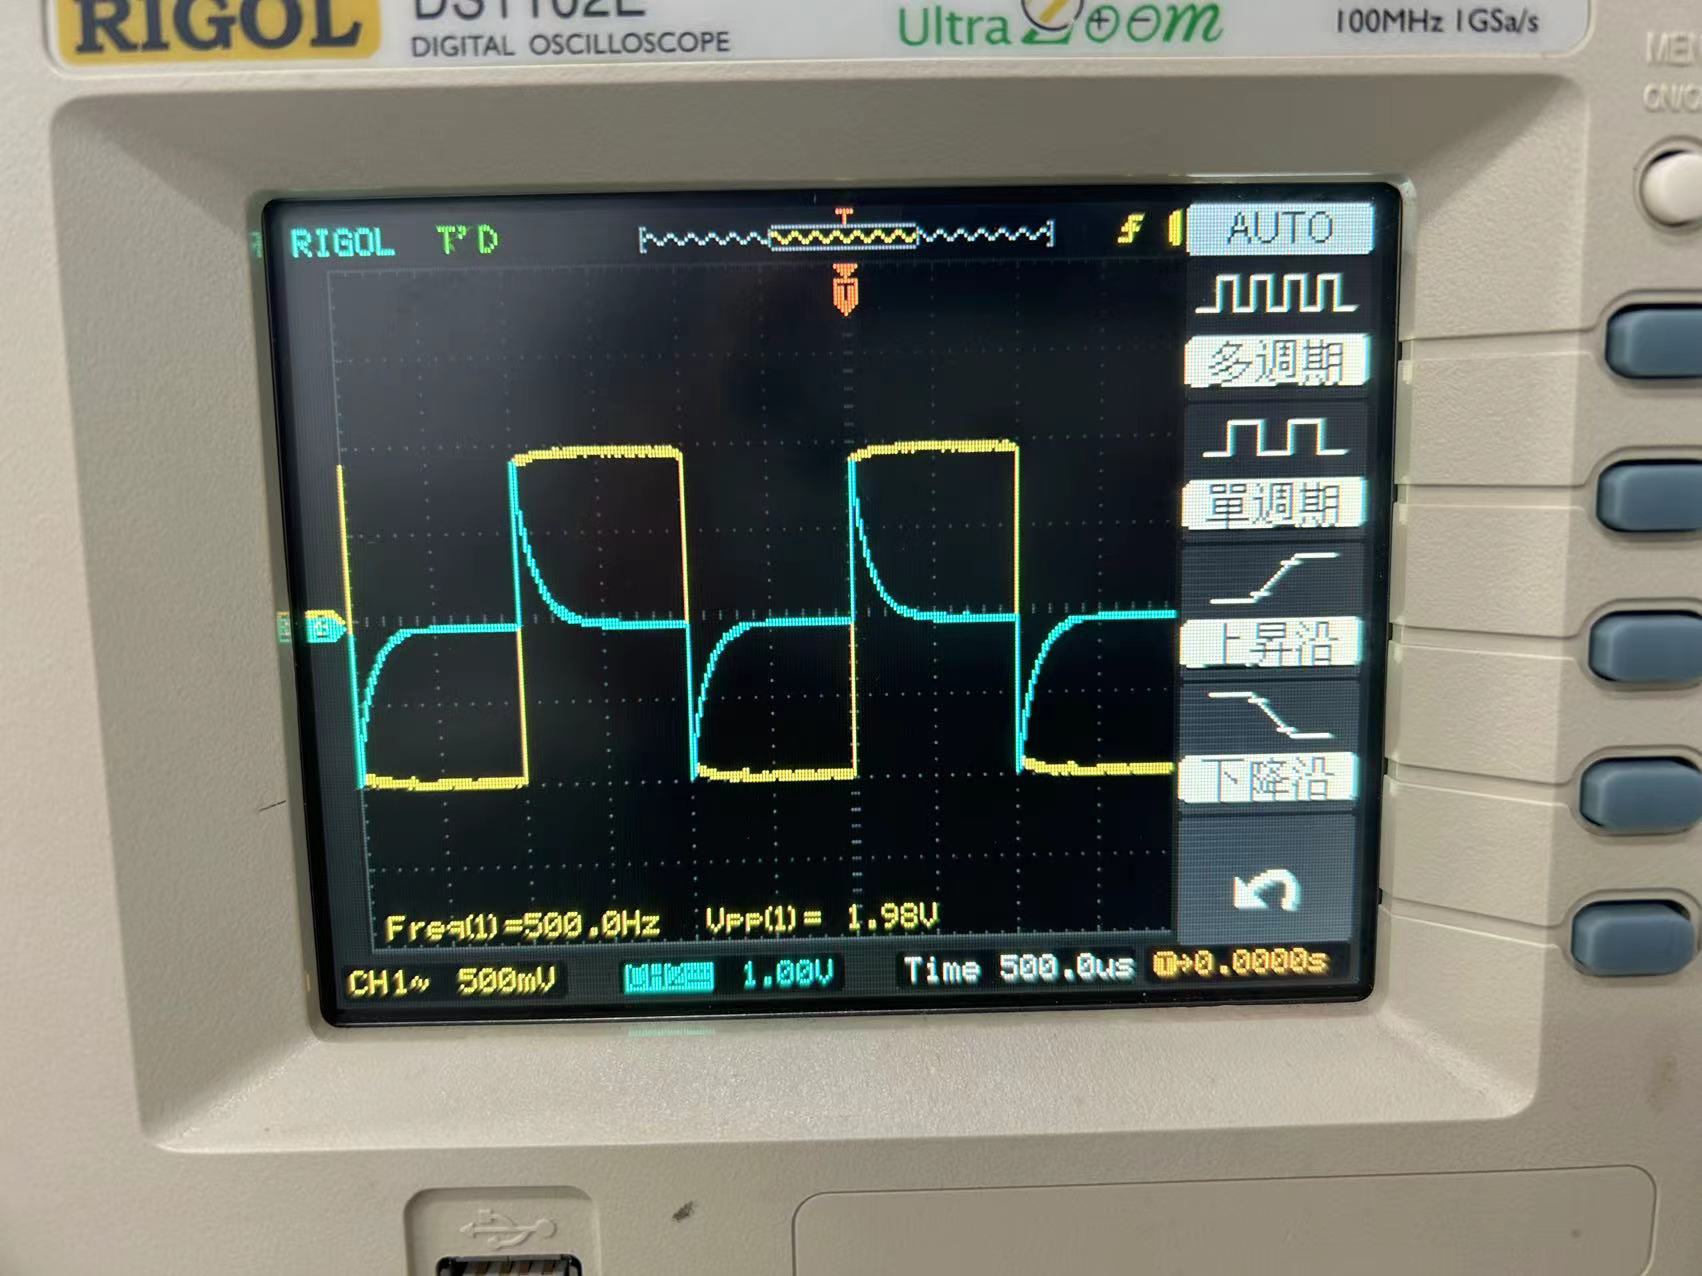 RIGOL DS1102E
DIGITAL OSCILLOSCOPE
Ultra Zoom
100MHz 1GSa/s
RIGOL T'D
T
T
AUTO
多调期
單调期
上昇沿
下降沿
Freq(1)=500.0Hz Vpp(1)= 1.98V
CH1~ 500mV 1.00V Time 500.0us T→0.0000s